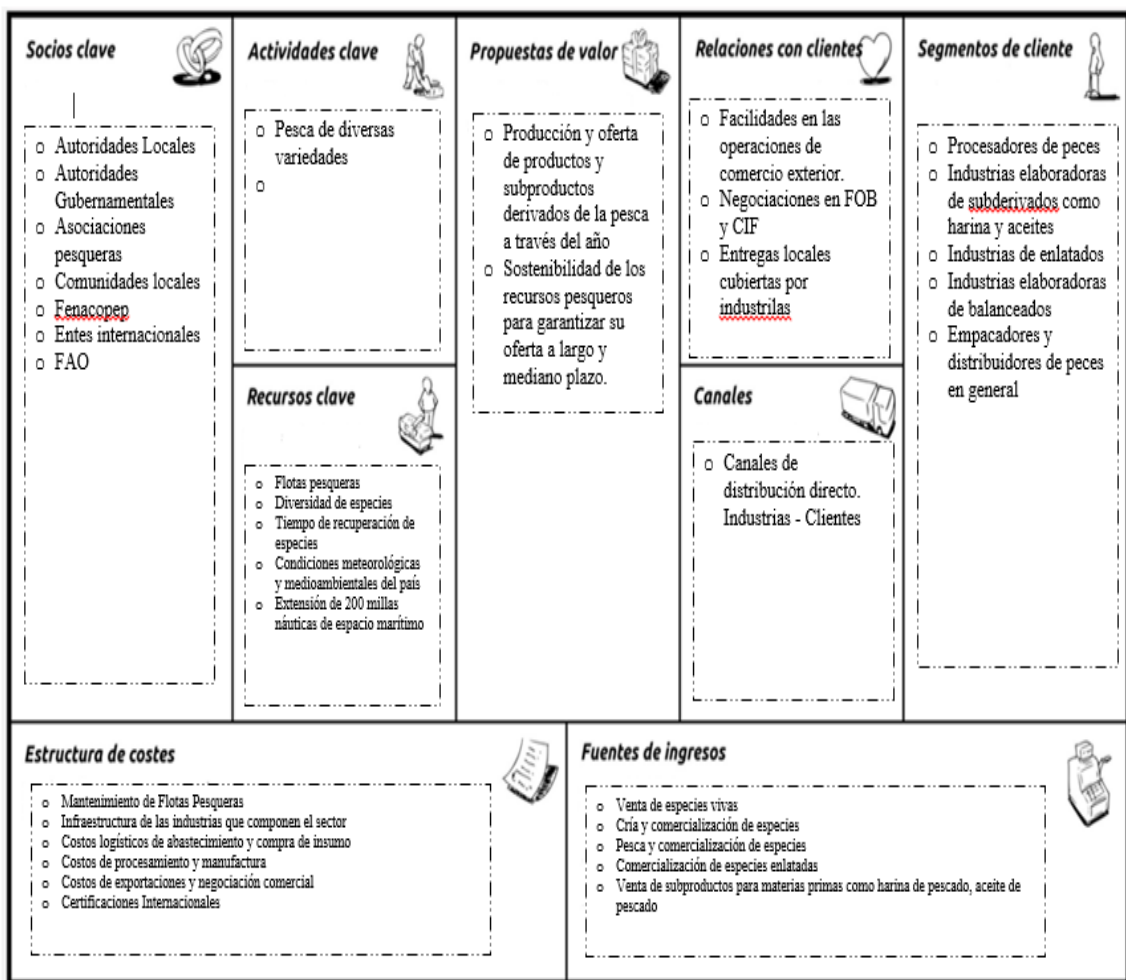 Socios clave
o Autoridades Locales
o Autoridades
Gubernamentales
o Asociaciones
pesqueras
o Comunidades locales
o Fenacopep
o Entes internacionales
o FAO
Actividades clave
o Pesca de diversas
variedades
o
Recursos clave
o Flotas pesqueras
o Diversidad de especies
o Tiempo de recuperación de
especies
o Condiciones meteorológicas
y medioambientales del país
o Extensión de 200 millas
náuticas de espacio marítimo
Propuestas de valor
o Producción y oferta
de productos y
subproductos
derivados de la pesca
a través del año
o Sostenibilidad de los
recursos pesqueros
para garantizar su
oferta a largo y
mediano plazo.
Relaciones con clientes
o Facilidades en las
operaciones de
comercio exterior.
o Negociaciones en FOB
y CIF
o Entregas locales
cubiertas por
industrilas
Canales
o Canales de
distribución directo.
Industrias - Clientes
Segmentos de cliente
o Procesadores de peces
o Industrias elaboradoras
de subderivados como
harina y aceites
o Industrias de enlatados
o Industrias elaboradoras
de balanceados
o Empacadores y
distribuidores de peces
en general
Estructura de costes
o Mantenimiento de Flotas Pesqueras
o Infraestructura de las industrias que componen el sector
o Costos logísticos de abastecimiento y compra de insumo
o Costos de procesamiento y manufactura
o Costos de exportaciones y negociación comercial
o Certificaciones Internacionales
Fuentes de ingresos
o Venta de especies vivas
o Cría y comercialización de especies
o Pesca y comercialización de especies
o Comercialización de especies enlatadas
o Venta de subproductos para materias primas como harina de pescado, aceite de
pescado